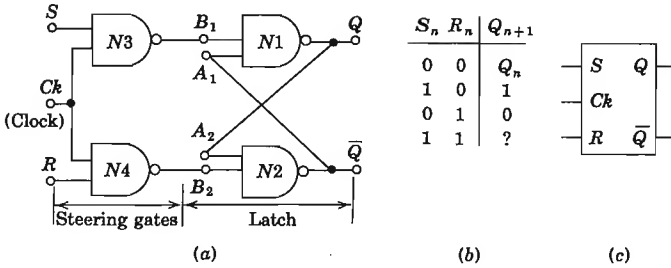 S
N3
B₁
N1
Q
A₁
Ck
(Clock)
A₂
R
N4
B₂
N2
Q̅
Steering gates
Latch
(a)
Sₙ Rₙ Qₙ₊₁
0 0 Qₙ
1 0 1
0 1 0
1 1 ?
(b)
S Q
Ck
R Q̅
(c)